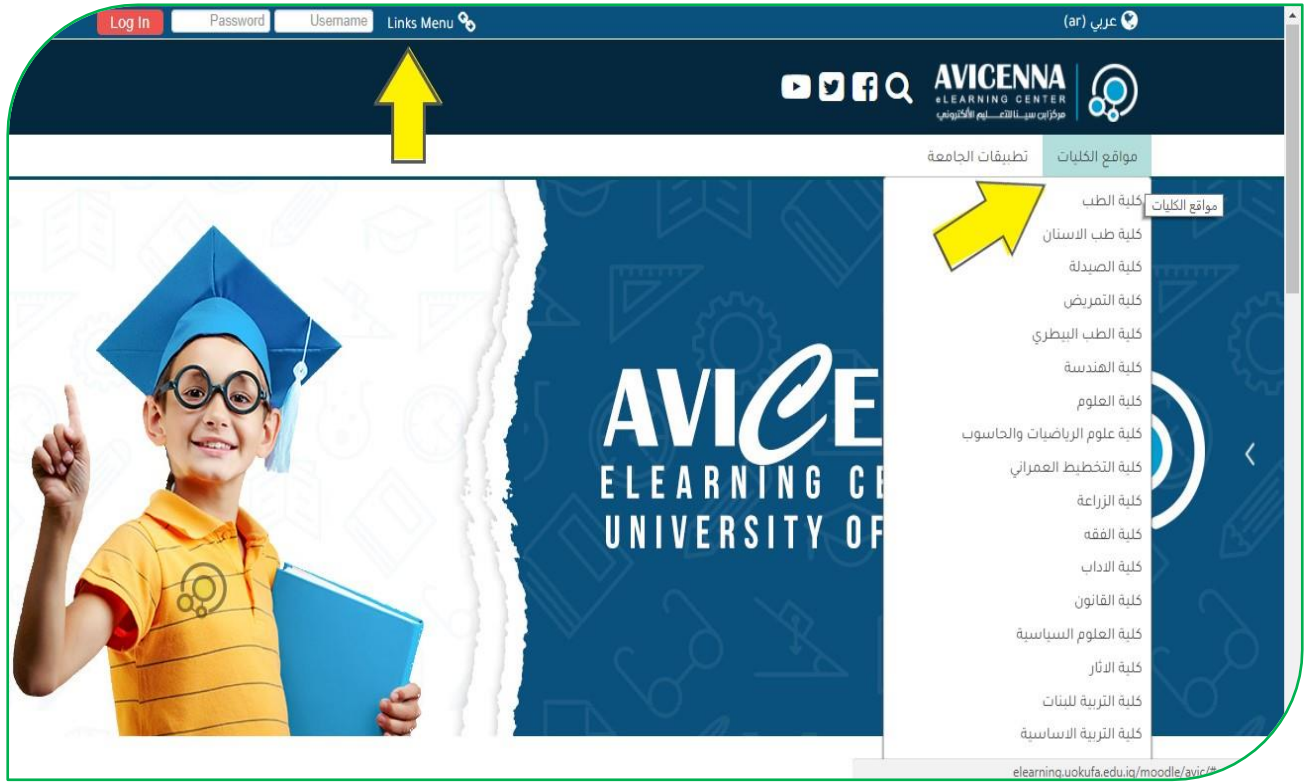 عربي (ar)
Links Menu
Username
Password
Log In
AVICENNA
eLEARNING CENTER
مركز ابن سينا للتعليم الألكتروني
مواقع الكليات
تطبيقات الجامعة
مواقع الكليات
كلية الطب
كلية طب الاسنان
كلية الصيدلة
كلية التمريض
كلية الطب البيطري
كلية الهندسة
كلية العلوم
كلية علوم الرياضيات والحاسوب
كلية التخطيط العمراني
كلية الزراعة
كلية الفقه
كلية الاداب
كلية القانون
كلية العلوم السياسية
كلية الاثار
كلية التربية للبنات
كلية التربية الاساسية
AVICE
ELEARNING CE
UNIVERSITY OF
elearning.uokufa.edu.iq/moodle/avic/#